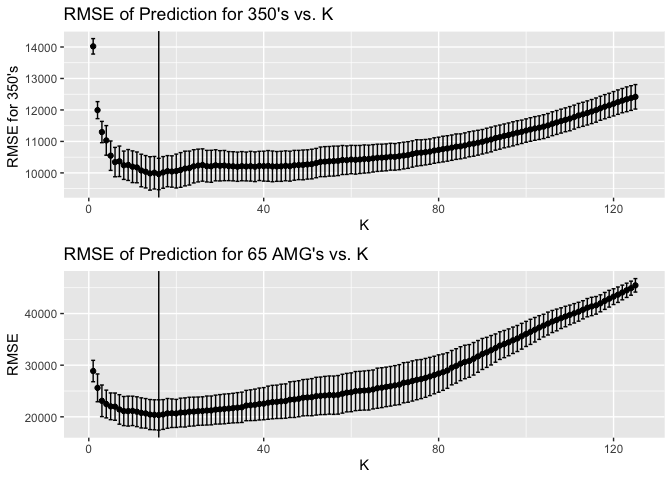 RMSE of Prediction for 350's vs. K
14000
13000
12000
11000
10000
RMSE for 350's
0 40 80 120
K
RMSE of Prediction for 65 AMG's vs. K
40000
30000
20000
RMSE
0 40 80 120
K